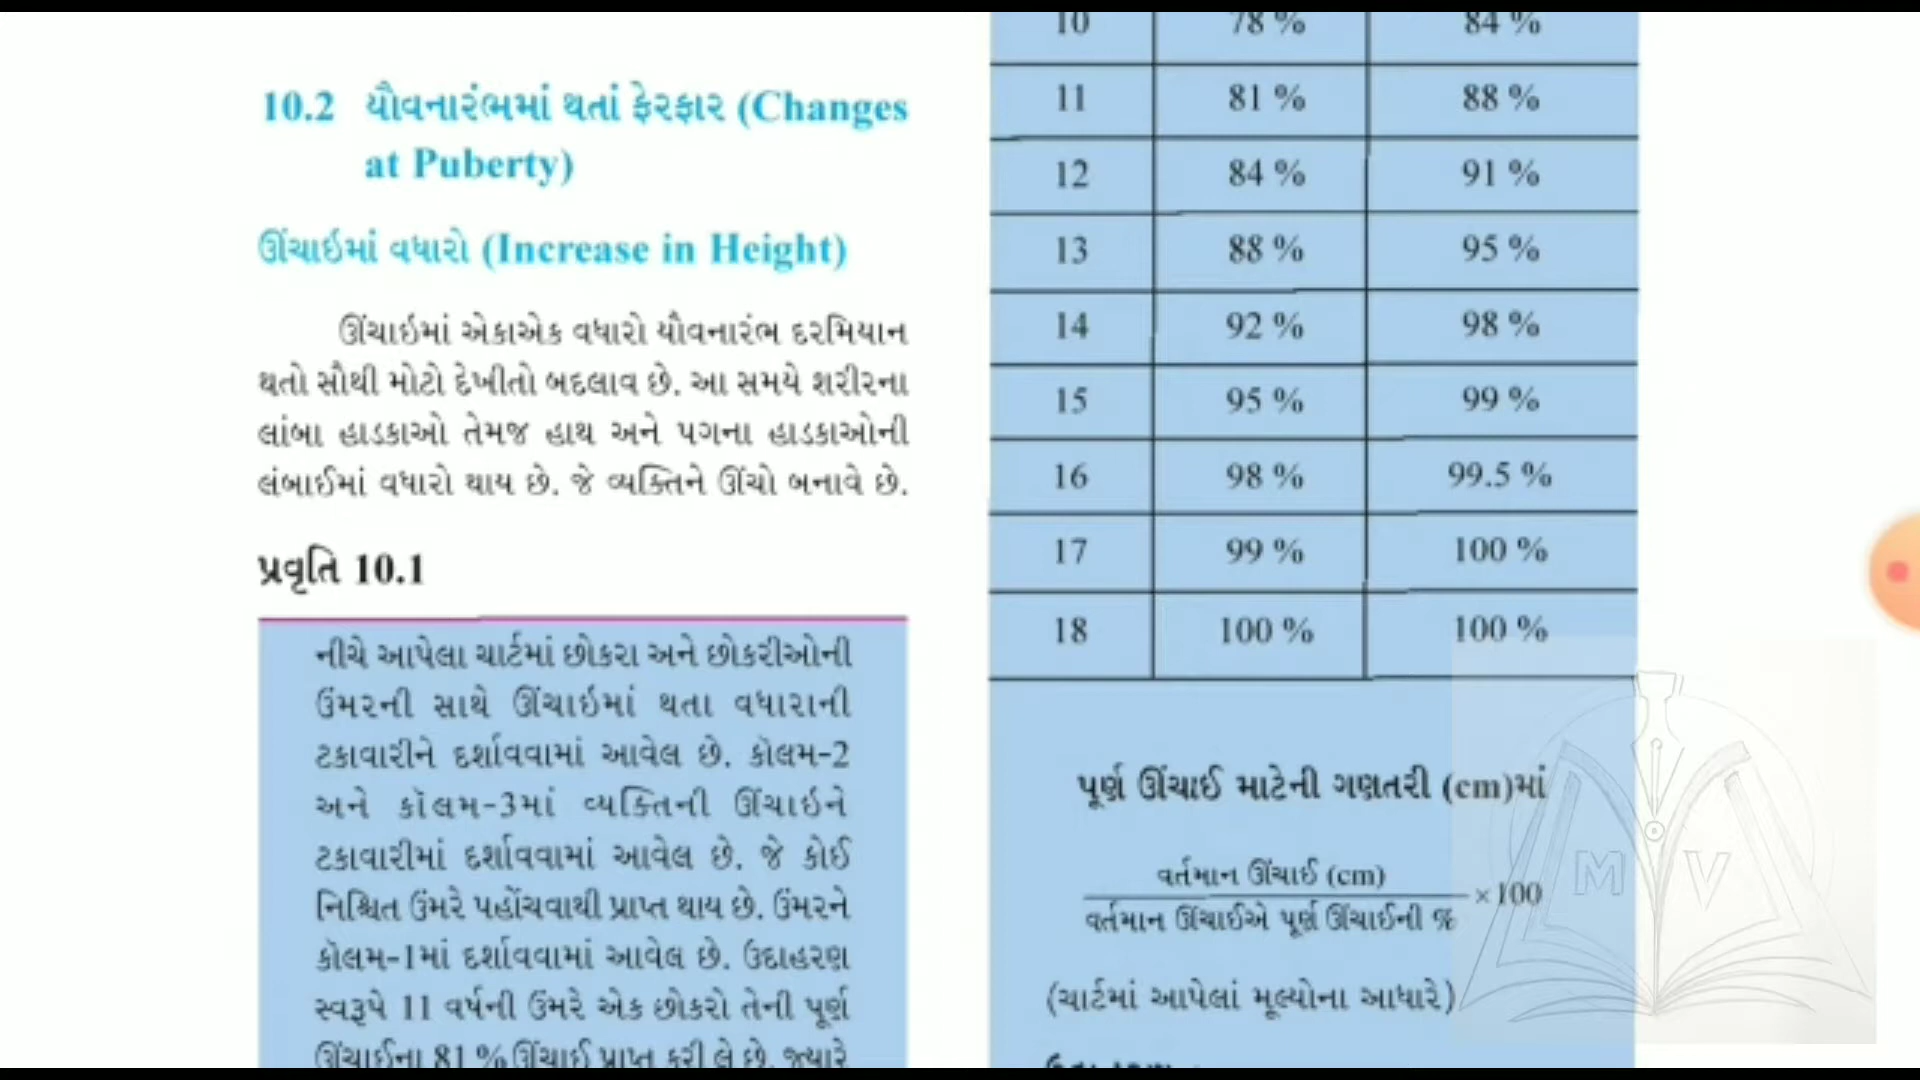 10.2 યૌવનારંભમાં થતાં ફેરફાર (Changes
at Puberty)
ઊંચાઇમાં વધારો (Increase in Height)
ઊંચાઇમાં એકાએક વધારો યૌવનારંભ દરમિયાન
થતો સૌથી મોટો દેખીતો બદલાવ છે. આ સમયે શરીરના
લાંબા હાડકાઓ તેમજ હાથ અને પગના હાડકાઓની
લંબાઈમાં વધારો થાય છે. જે વ્યક્તિને ઊંચો બનાવે છે.
પ્રવૃતિ 10.1
નીચે આપેલા ચાર્ટમાં છોકરા અને છોકરીઓની
ઉંમરની સાથે ઊંચાઇમાં થતા વધારાની
ટકાવારીને દર્શાવવામાં આવેલ છે. કૉલમ-2
અને કૉલમ-3માં વ્યક્તિની ઊંચાઇને
ટકાવારીમાં દર્શાવવામાં આવેલ છે. જે કોઈ
નિશ્ચિત ઉંમરે પહોંચવાથી પ્રાપ્ત થાય છે. ઉંમરને
કૉલમ-1માં દર્શાવવામાં આવેલ છે. ઉદાહરણ
સ્વરૂપે 11 વર્ષની ઉંમરે એક છોકરો તેની પૂર્ણ
ઊંચાઈના 81 % ઊંચાઈ પ્રાપ્ત કરી લે છે. જ્યારે
10 78 % 84 %
11 81 % 88 %
12 84 % 91 %
13 88 % 95 %
14 92 % 98 %
15 95 % 99 %
16 98 % 99.5 %
17 99 % 100 %
18 100 % 100 %
પૂર્ણ ઊંચાઈ માટેની ગણતરી (cm)માં
વર્તમાન ઊંચાઈ (cm)
વર્તમાન ઊંચાઈએ પૂર્ણ ઊંચાઈની % × 100
(ચાર્ટમાં આપેલાં મૂલ્યોના આધારે)
M V